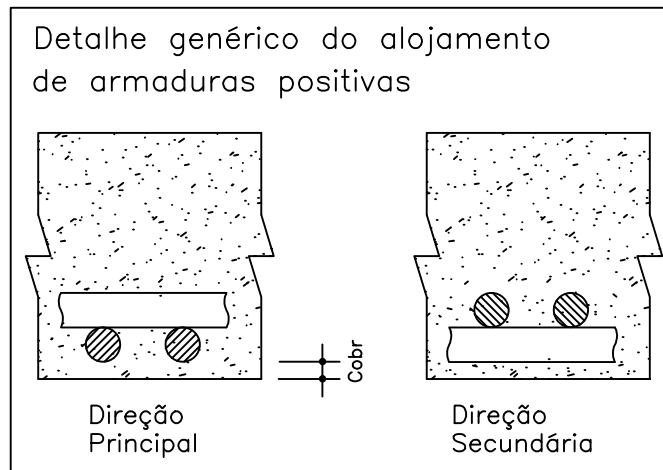 Detalhe genérico do alojamento
de armaduras positivas
Cobr
Direção
Principal
Direção
Secundária